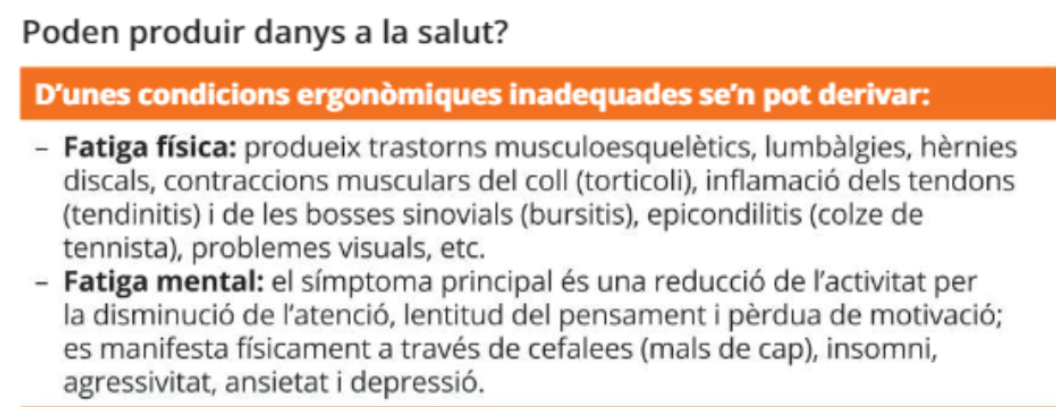 Poden produir danys a la salut?
D'unes condicions ergonòmiques inadequades se'n pot derivar:
– Fatiga física: produeix trastorns musculoesquelètics, lumbàlgies, hèrnies
discals, contraccions musculars del coll (torticoli), inflamació dels tendons
(tendinitis) i de les bosses sinovials (bursitis), epicondilitis (colze de
tennista), problemes visuals, etc.
– Fatiga mental: el símptoma principal és una reducció de l'activitat per
la disminució de l'atenció, lentitud del pensament i pèrdua de motivació;
es manifesta físicament a través de cefalees (mals de cap), insomni,
agressivitat, ansietat i depressió.